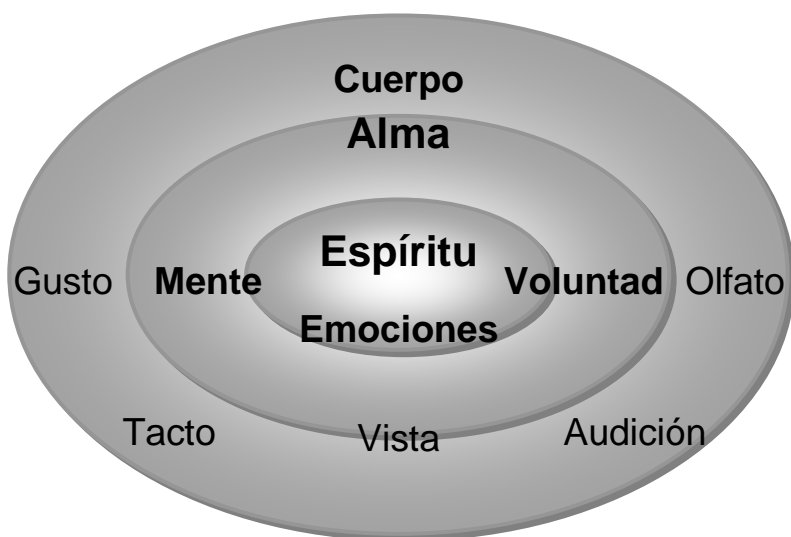 Cuerpo
Alma
Espíritu
Gusto Mente Voluntad Olfato
Emociones
Tacto Vista Audición